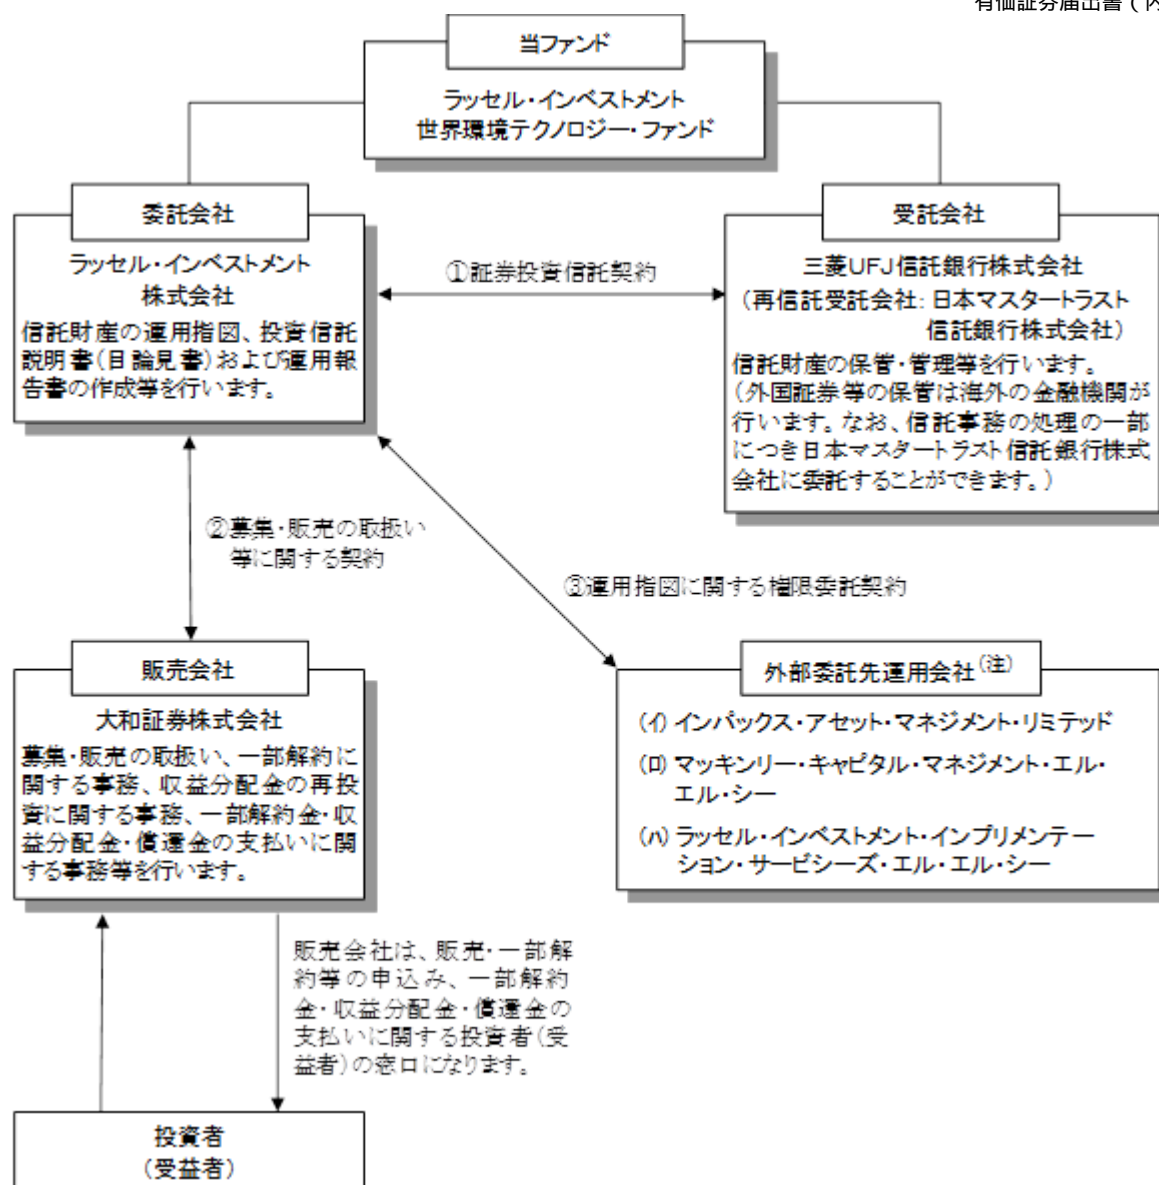 有価証券届出書(内
当ファンド
ラッセル・インベストメント
世界環境テクノロジー・ファンド
委託会社
ラッセル・インベストメント
株式会社
信託財産の運用指図、投資信託
説明書(目論見書)および運用報
告書の作成等を行います。
①証券投資信託契約
受託会社
三菱UFJ信託銀行株式会社
(再信託受託会社:日本マスタートラスト
信託銀行株式会社)
信託財産の保管・管理等を行います。
(外国証券等の保管は海外の金融機関が
行います。なお、信託事務の処理の一部
につき日本マスタートラスト信託銀行株式
会社に委託することができます。)
②募集・販売の取扱い
等に関する契約
③運用指図に関する権限委託契約
販売会社
大和証券株式会社
募集・販売の取扱い、一部解約に
関する事務、収益分配金の再投
資に関する事務、一部解約金・収
益分配金・償還金の支払いに関
する事務等を行います。
外部委託先運用会社(注)
(イ) インパックス・アセット・マネジメント・リミテッド
(ロ) マッキンリー・キャピタル・マネジメント・エル・
エル・シー
(ハ) ラッセル・インベストメント・インプリメンテー
ション・サービシーズ・エル・エル・シー
販売会社は、販売・一部解
約等の申込み、一部解約
金・収益分配金・償還金の
支払いに関する投資者(受
益者)の窓口になります。
投資者
(受益者)